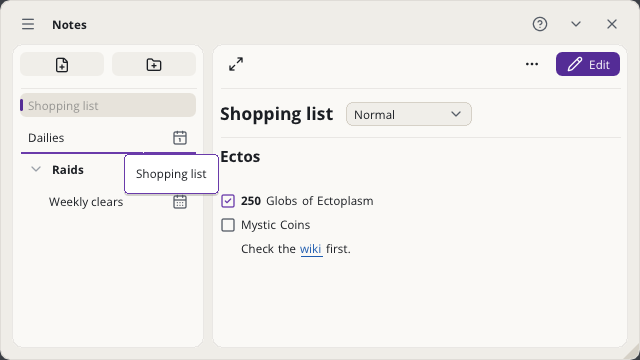 Notes
Edit
Shopping list
Dailies
Raids
Shopping list
Weekly clears
Shopping list
Normal
Ectos
250 Globs of Ectoplasm
Mystic Coins
Check the wiki first.